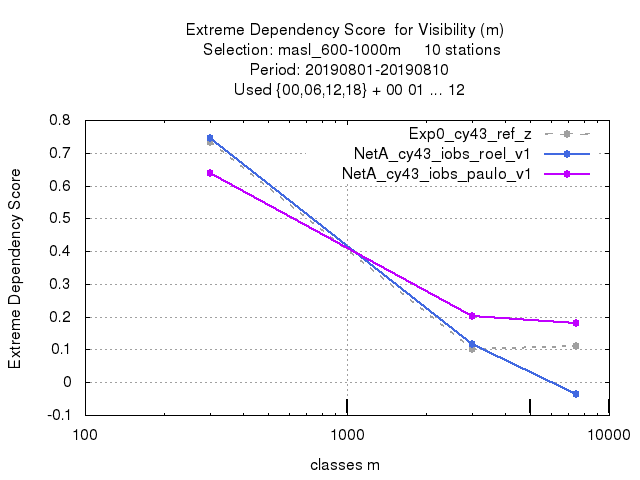 Extreme Dependency Score  for Visibility (m)
Selection: masl_600-1000m     10 stations
Period: 20190801-20190810
Used {00,06,12,18} + 00 01 ... 12
Exp0_cy43_ref_z
NetA_cy43_iobs_roel_v1
NetA_cy43_iobs_paulo_v1
Extreme Dependency Score
0.8
0.7
0.6
0.5
0.4
0.3
0.2
0.1
0
-0.1
100
1000
10000
classes m